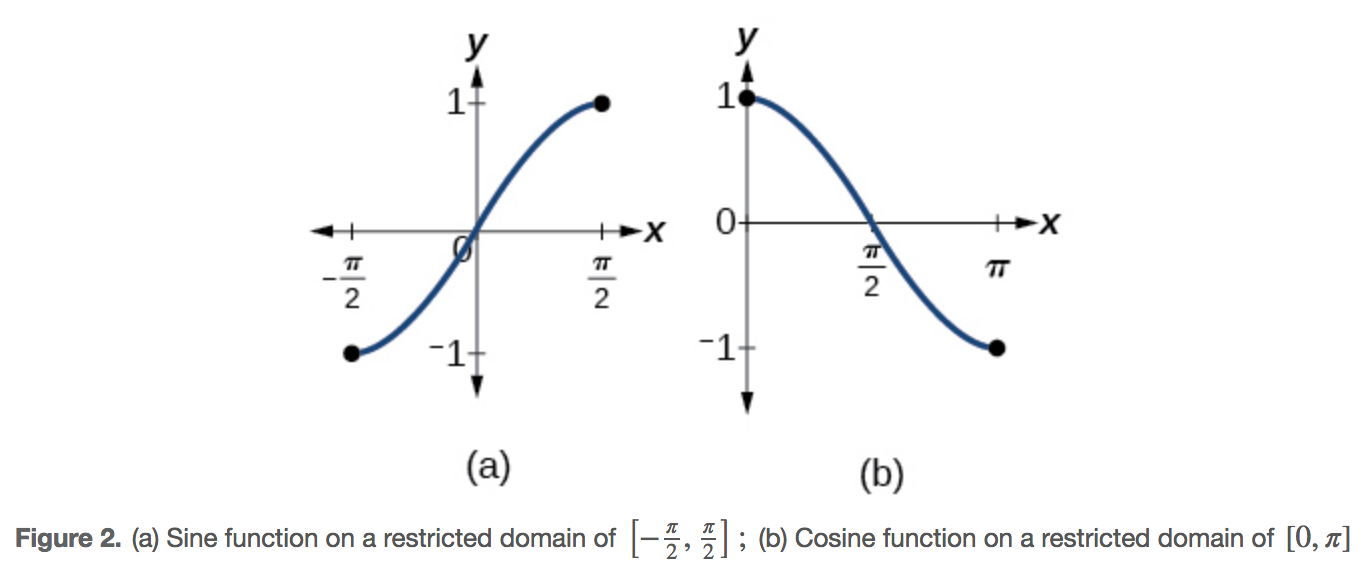 y
1
x
0
-π/2
π/2
-1
(a)
y
1
0
x
π/2
π
-1
(b)
Figure 2. (a) Sine function on a restricted domain of [−π/2, π/2] ; (b) Cosine function on a restricted domain of [0, π]